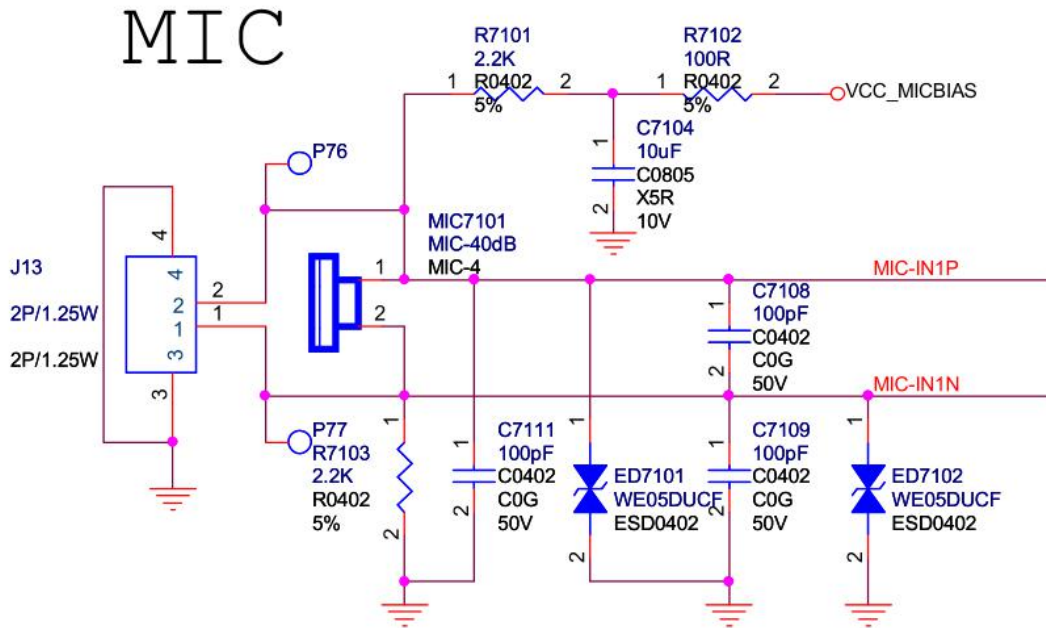 MIC
R7101
2.2K
R0402
5%
1
2
R7102
100R
R0402
5%
1
2
VCC_MICBIAS
C7104
10uF
C0805
X5R
10V
1
2
P76
J13
2P/1.25W
2P/1.25W
4
4
2
1
3
2
1
3
MIC7101
MIC-40dB
MIC-4
1
2
MIC-IN1P
C7108
100pF
C0402
C0G
50V
1
2
MIC-IN1N
P77
R7103
2.2K
R0402
5%
1
2
C7111
100pF
C0402
C0G
50V
1
2
ED7101
WE05DUCF
ESD0402
1
2
C7109
100pF
C0402
C0G
50V
1
2
ED7102
WE05DUCF
ESD0402
1
2